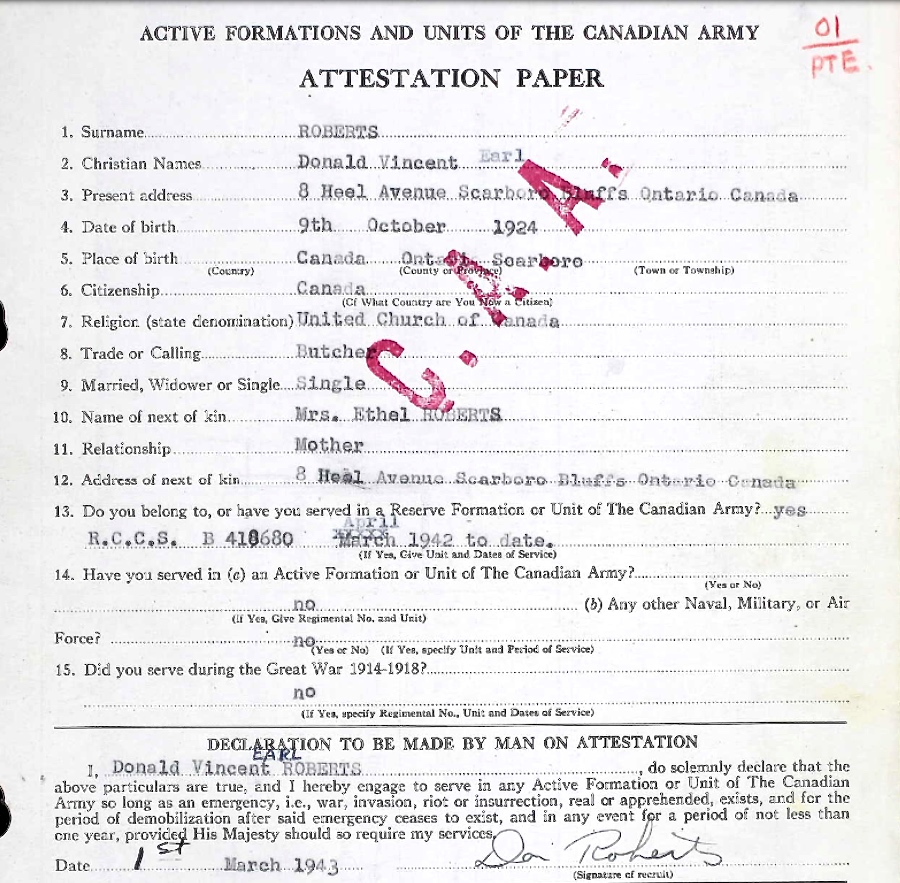 ACTIVE FORMATIONS AND UNITS OF THE CANADIAN ARMY
01
PTE.
ATTESTATION PAPER
1. Surname ROBERTS
2. Christian Names Donald Vincent Earl
3. Present address 8 Heel Avenue Scarboro Bluffs Ontario Canada
4. Date of birth 9th October 1924
5. Place of birth Canada Ontario Scarboro
(Country) (County or Province) (Town or Township)
6. Citizenship Canada
(Of What Country are You Now a Citizen)
7. Religion (state denomination) United Church of Canada
8. Trade or Calling Butcher
9. Married, Widower or Single Single
10. Name of next of kin Mrs. Ethel ROBERTS
11. Relationship Mother
12. Address of next of kin 8 Heel Avenue Scarboro Bluffs Ontario Canada
C.A.A.
13. Do you belong to, or have you served in a Reserve Formation or Unit of The Canadian Army? yes
April
R.C.C.S. B 418680 March 1942 to date.
(If Yes, Give Unit and Dates of Service)
14. Have you served in (a) an Active Formation or Unit of The Canadian Army?
(Yes or No)
no (b) Any other Naval, Military, or Air
(If Yes, Give Regimental No. and Unit)
Force? no
(Yes or No) (If Yes, specify Unit and Period of Service)
15. Did you serve during the Great War 1914-1918?
no
(If Yes, specify Regimental No., Unit and Dates of Service)
DECLARATION TO BE MADE BY MAN ON ATTESTATION
EARL
I, Donald Vincent ROBERTS, do solemnly declare that the
above particulars are true, and I hereby engage to serve in any Active Formation or Unit of The Canadian
Army so long as an emergency, i.e., war, invasion, riot or insurrection, real or apprehended, exists, and for the
period of demobilization after said emergency ceases to exist, and in any event for a period of not less than
one year, provided His Majesty should so require my services.
Date 1st March 1943 Don Roberts
(Signature of recruit)